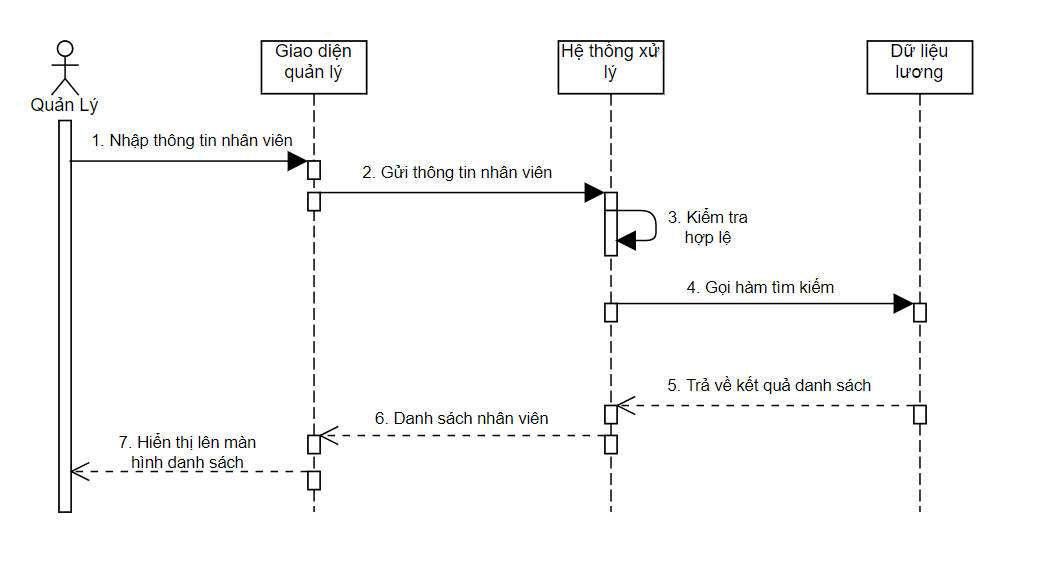 Giao diện
quản lý
Hệ thống xử
lý
Dữ liệu
lương
Quản Lý
1. Nhập thông tin nhân viên
2. Gửi thông tin nhân viên
3. Kiểm tra
hợp lệ
4. Gọi hàm tìm kiếm
5. Trả về kết quả danh sách
6. Danh sách nhân viên
7. Hiển thị lên màn
hình danh sách